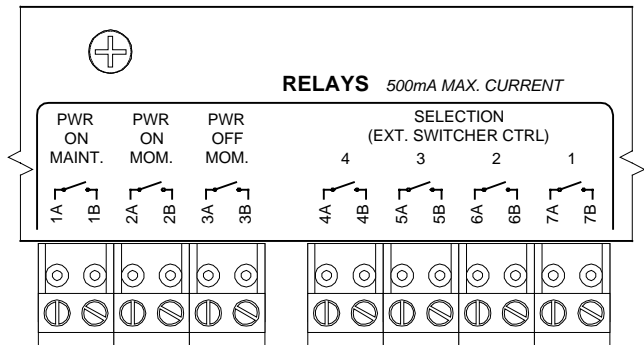 RELAYS 500mA MAX. CURRENT
PWR ON MAINT.
PWR ON MOM.
PWR OFF MOM.
SELECTION
(EXT. SWITCHER CTRL)
4 3 2 1
1A 1B 2A 2B 3A 3B 4A 4B 5A 5B 6A 6B 7A 7B